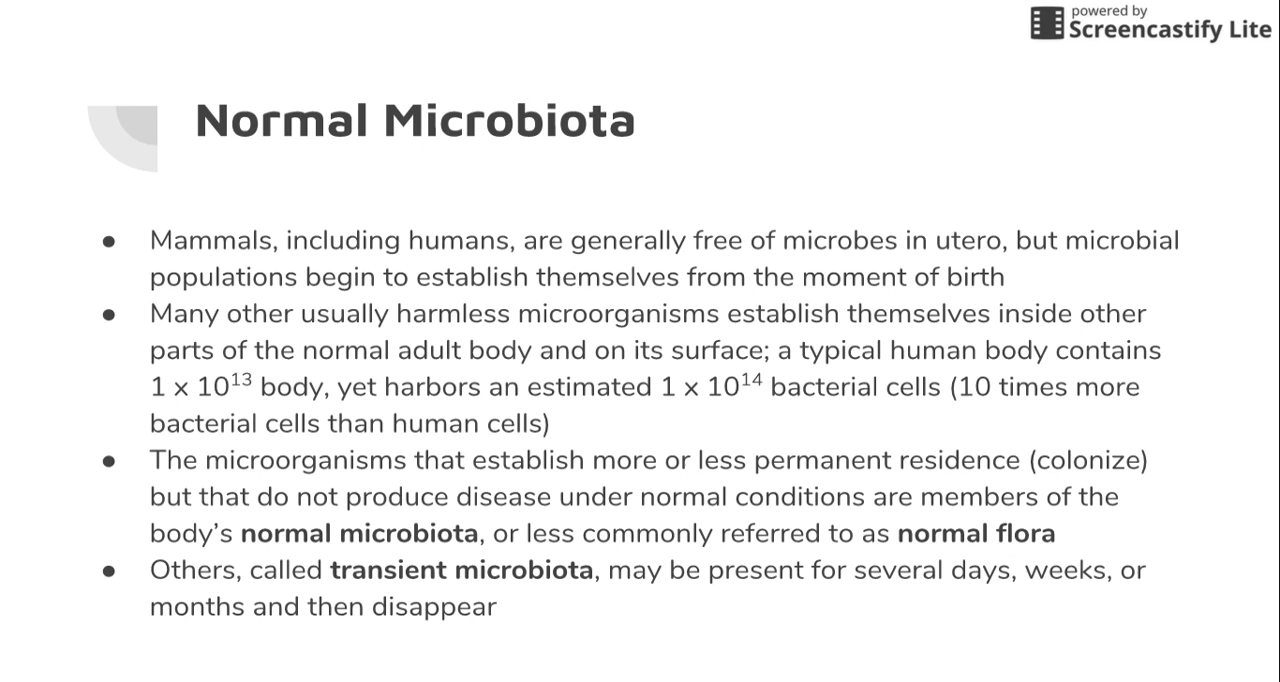 powered by
Screencastify Lite
Normal Microbiota
● Mammals, including humans, are generally free of microbes in utero, but microbial
populations begin to establish themselves from the moment of birth
● Many other usually harmless microorganisms establish themselves inside other
parts of the normal adult body and on its surface; a typical human body contains
1 x 10¹³ body, yet harbors an estimated 1 x 10¹⁴ bacterial cells (10 times more
bacterial cells than human cells)
● The microorganisms that establish more or less permanent residence (colonize)
but that do not produce disease under normal conditions are members of the
body’s normal microbiota, or less commonly referred to as normal flora
● Others, called transient microbiota, may be present for several days, weeks, or
months and then disappear